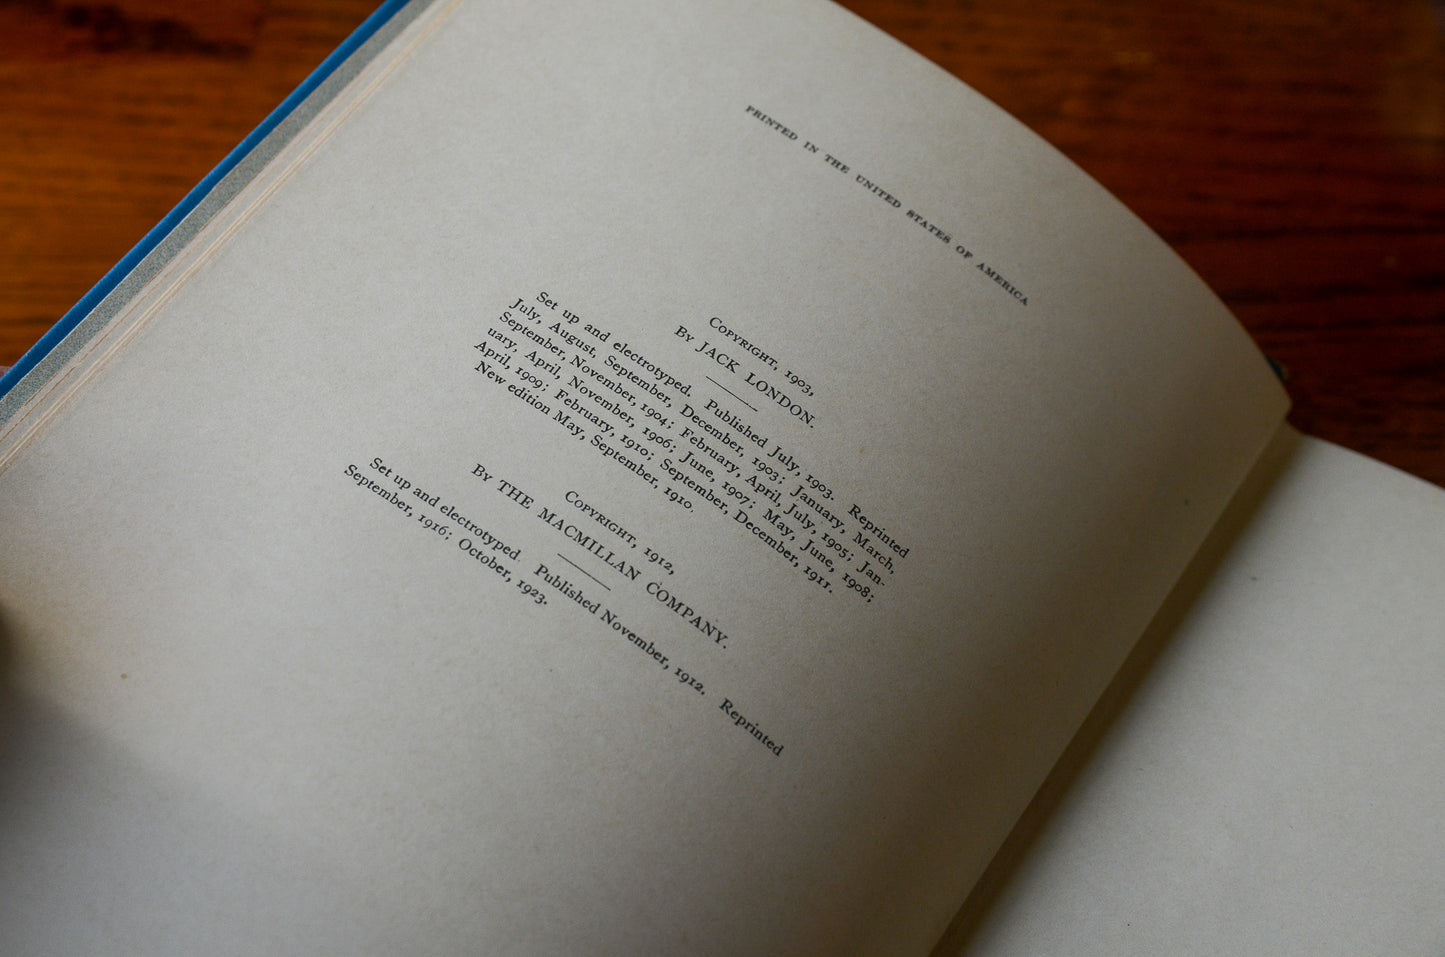 PRINTED IN THE UNITED STATES OF AMERICA
COPYRIGHT, 1903,
BY JACK LONDON.
Set up and electrotyped. Published July, 1903. Reprinted
July, August, September, December, 1903; January, March,
September, November, 1904; February, April, July, 1905; Jan-
uary, April, November, 1906; June, 1907; May, June, 1908;
April, 1909; February, 1910; September, December, 1911.
New edition May, September, 1910.
COPYRIGHT, 1912,
BY THE MACMILLAN COMPANY.
Set up and electrotyped. Published November, 1912. Reprinted
September, 1916; October, 1923.